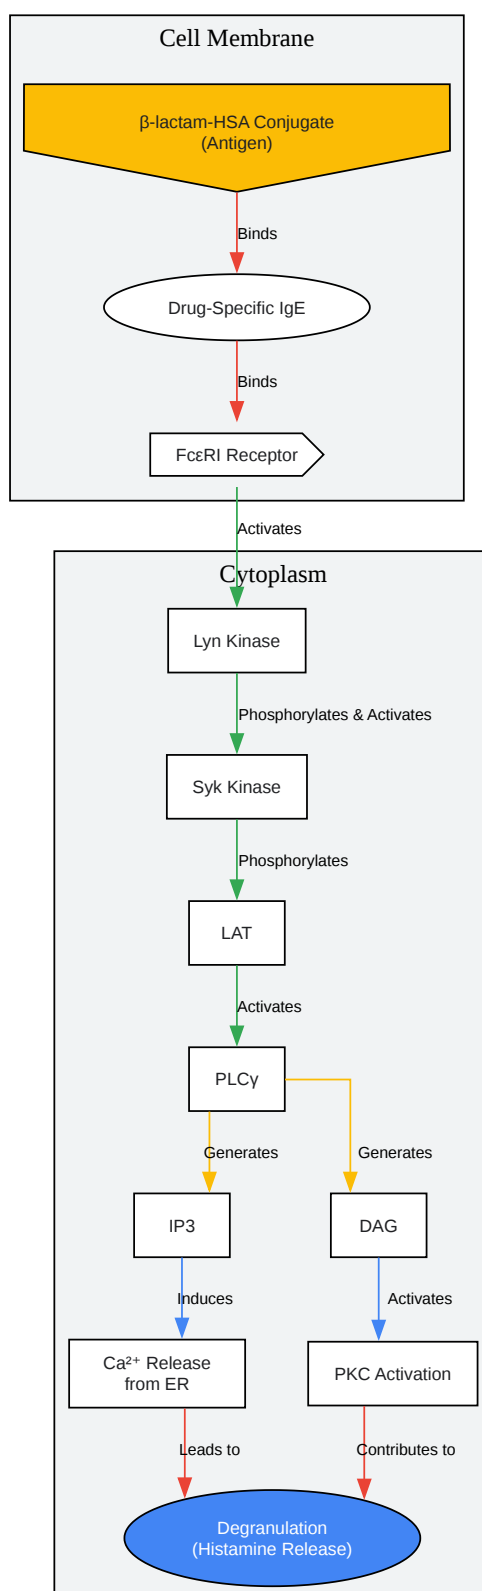 Cell Membrane
β-lactam-HSA Conjugate
(Antigen)
Binds
Drug-Specific IgE
Binds
FcεRI Receptor
Activates
Cytoplasm
Lyn Kinase
Phosphorylates & Activates
Syk Kinase
Phosphorylates
LAT
Activates
PLCγ
Generates
Generates
IP3
DAG
Induces
Activates
Ca²⁺ Release
from ER
PKC Activation
Leads to
Contributes to
Degranulation
(Histamine Release)